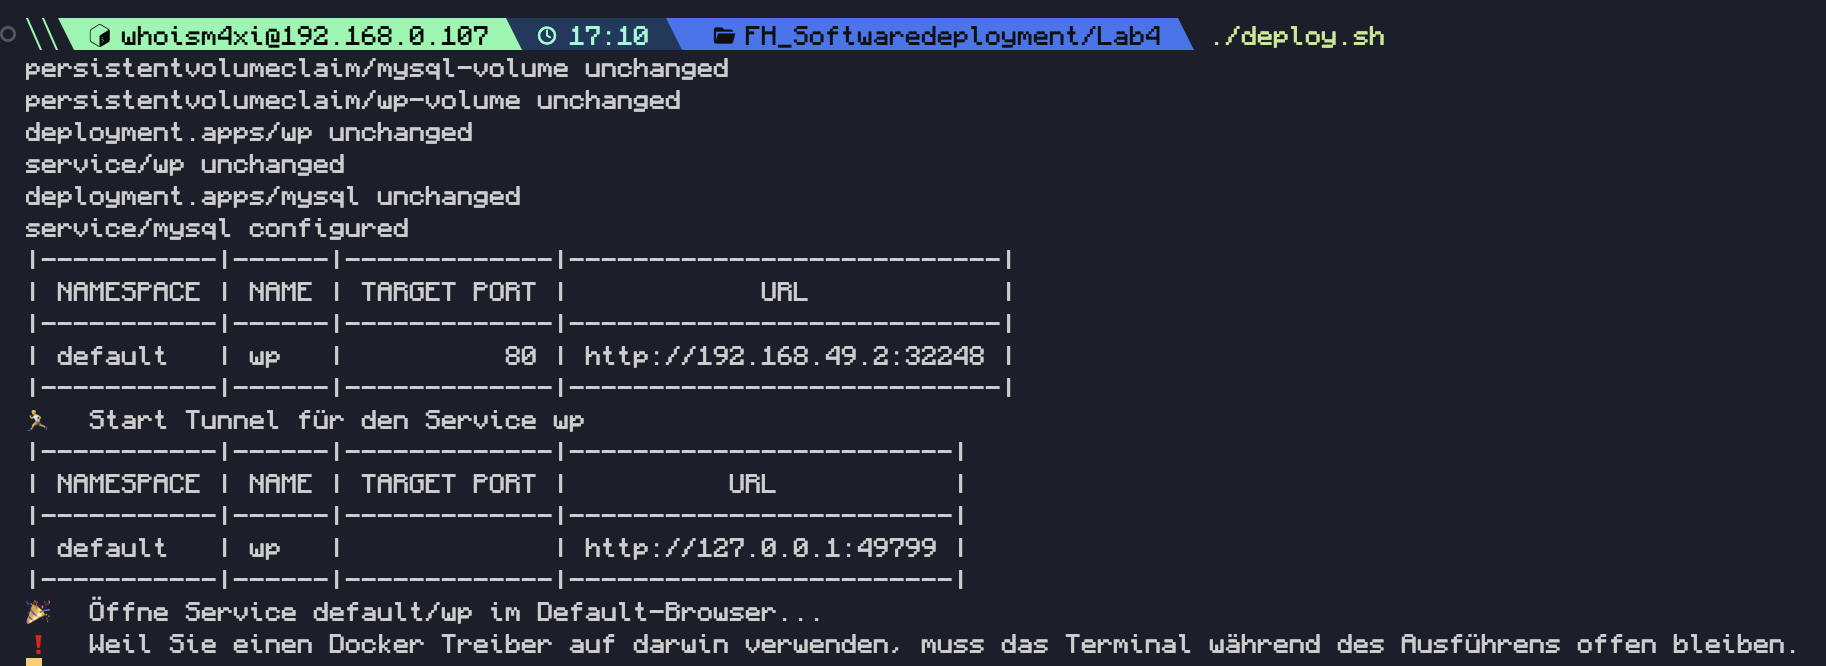 whoism4xi@192.168.0.107 17:10 FH_Softwaredeployment/Lab4 ./deploy.sh
persistentvolumeclaim/mysql-volume unchanged
persistentvolumeclaim/wp-volume unchanged
deployment.apps/wp unchanged
service/wp unchanged
deployment.apps/mysql unchanged
service/mysql configured
|-----------|------|-------------|---------------------------|
| NAMESPACE | NAME | TARGET PORT |            URL            |
|-----------|------|-------------|---------------------------|
| default   | wp   |          80 | http://192.168.49.2:32248 |
|-----------|------|-------------|---------------------------|
🏃  Start Tunnel für den Service wp
|-----------|------|-------------|------------------------|
| NAMESPACE | NAME | TARGET PORT |          URL           |
|-----------|------|-------------|------------------------|
| default   | wp   |             | http://127.0.0.1:49799 |
|-----------|------|-------------|------------------------|
🎉  Öffne Service default/wp im Default-Browser...
❗  Weil Sie einen Docker Treiber auf darwin verwenden, muss das Terminal während des Ausführens offen bleiben.